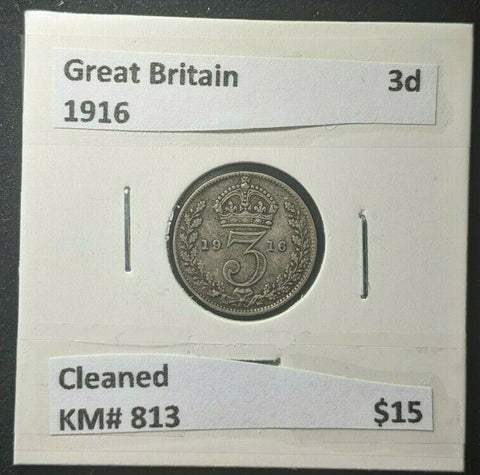 Great Britain 3d
1916
19 3 16
Cleaned
KM# 813 $15